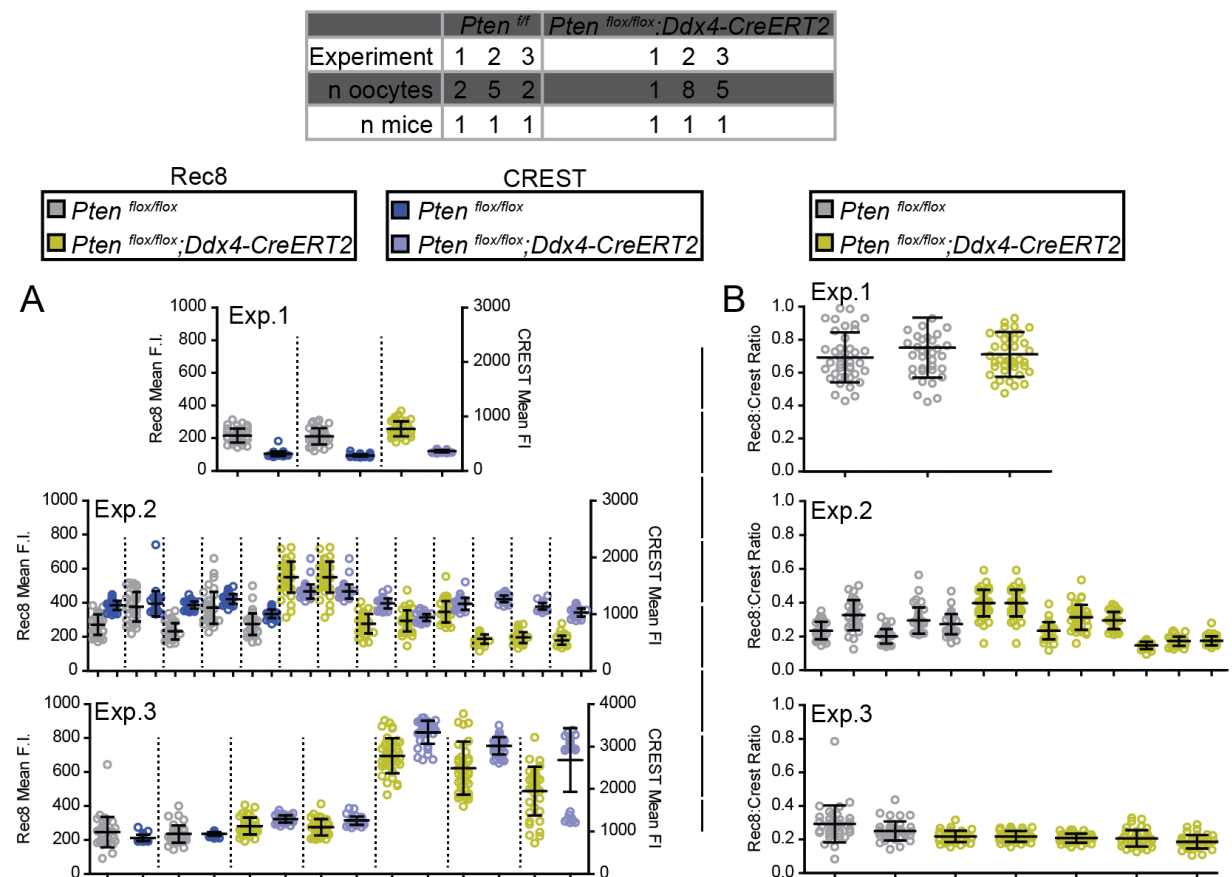 Pten f/f Pten flox/flox;Ddx4-CreERT2
Experiment 1 2 3 1 2 3
n oocytes 2 5 2 1 8 5
n mice 1 1 1 1 1 1
Rec8
Pten flox/flox
Pten flox/flox;Ddx4-CreERT2
CREST
Pten flox/flox
Pten flox/flox;Ddx4-CreERT2
Pten flox/flox
Pten flox/flox;Ddx4-CreERT2
A
Exp.1
Rec8 Mean F.I.
1000
800
600
400
200
0
3000
2000
1000
0
CREST Mean FI
Exp.2
Rec8 Mean F.I.
1000
800
600
400
200
0
3000
2000
1000
0
CREST Mean FI
Exp.3
Rec8 Mean F.I.
1000
800
600
400
200
0
4000
3000
2000
1000
0
CREST Mean FI
B
Exp.1
Rec8:Crest Ratio
1.0
0.8
0.6
0.4
0.2
0.0
Exp.2
Rec8:Crest Ratio
1.0
0.8
0.6
0.4
0.2
0.0
Exp.3
Rec8:Crest Ratio
1.0
0.8
0.6
0.4
0.2
0.0